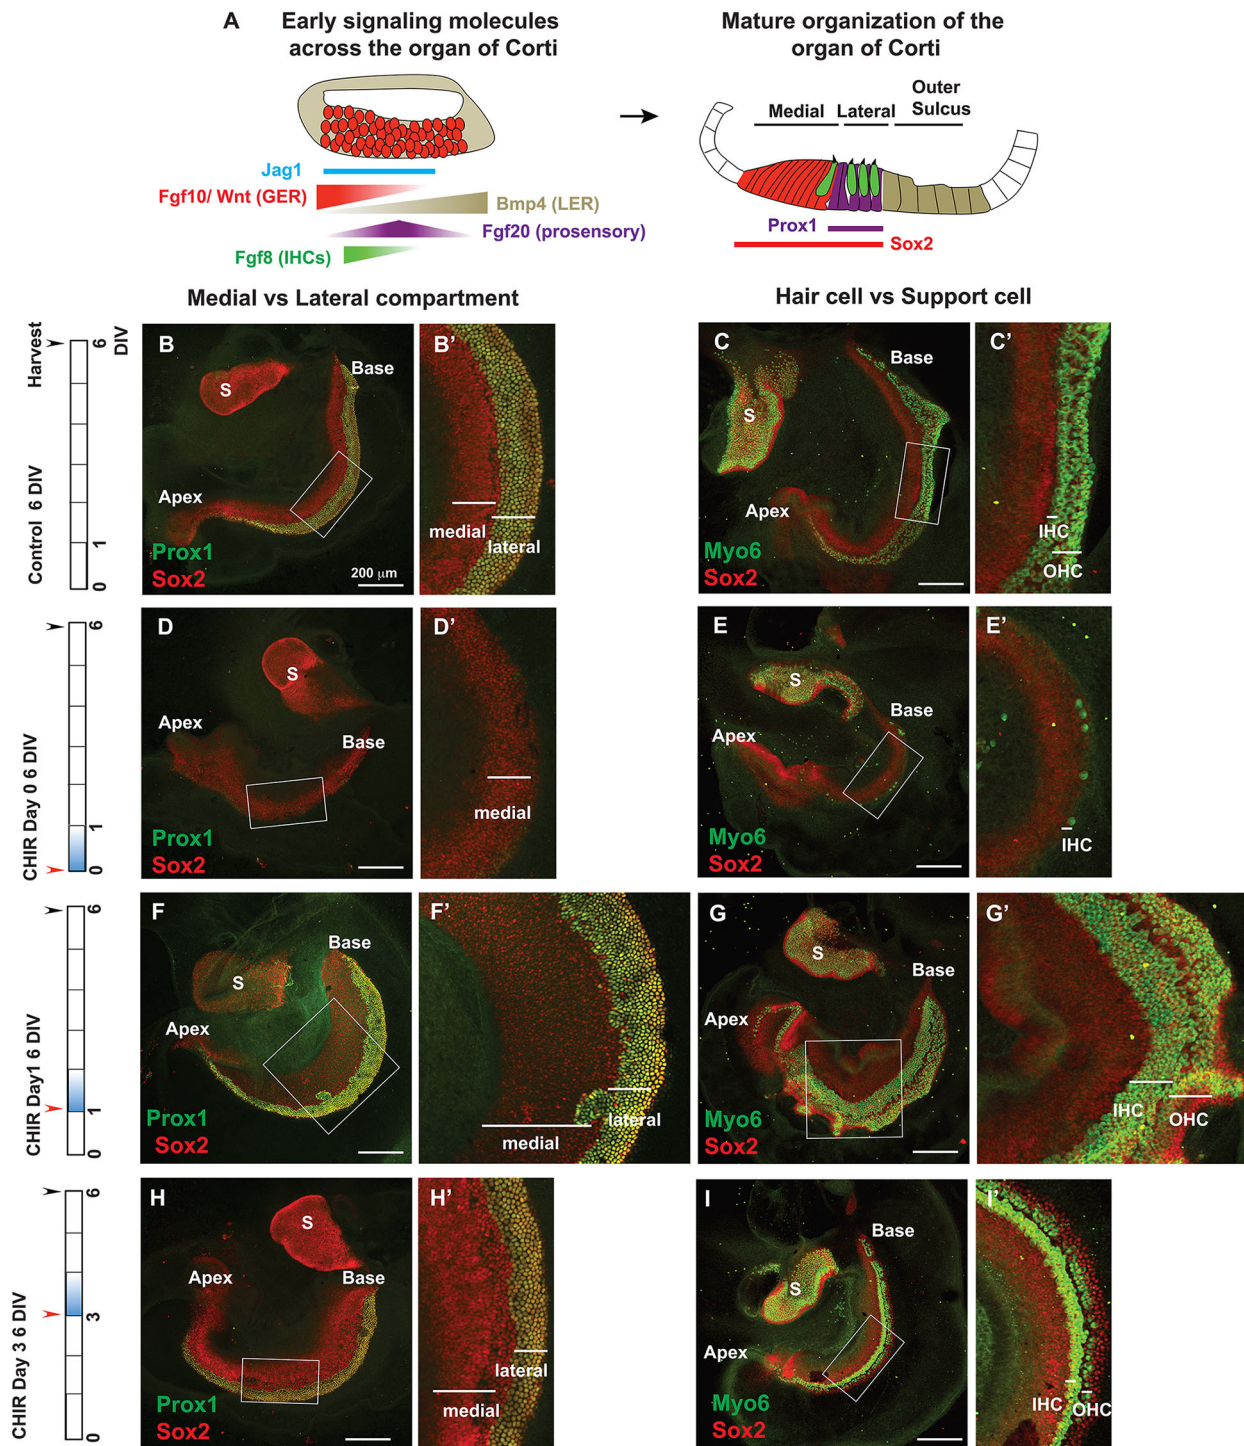 A
Early signaling molecules
across the organ of Corti
Mature organization of the
organ of Corti
Medial
Lateral
Outer
Sulcus
Jag1
Fgf10/ Wnt (GER)
Bmp4 (LER)
Fgf20 (prosensory)
Fgf8 (IHCs)
Prox1
Sox2
Medial vs Lateral compartment
Hair cell vs Support cell
Control 6 DIV
Harvest
DIV
6
1
0
B
S
Base
Apex
Prox1
Sox2
200 µm
B'
medial
lateral
C
S
Base
Apex
Myo6
Sox2
C'
IHC
OHC
CHIR Day 0 6 DIV
6
1
0
D
S
Apex
Base
Prox1
Sox2
D'
medial
E
S
Base
Apex
Myo6
Sox2
E'
IHC
CHIR Day1 6 DIV
6
1
0
F
S
Base
Apex
Prox1
Sox2
F'
lateral
medial
G
S
Base
Apex
Myo6
Sox2
G'
IHC
OHC
CHIR Day 3 6 DIV
6
3
0
H
S
Apex
Base
Prox1
Sox2
H'
lateral
medial
I
S
Base
Apex
Myo6
Sox2
I'
IHC
OHC